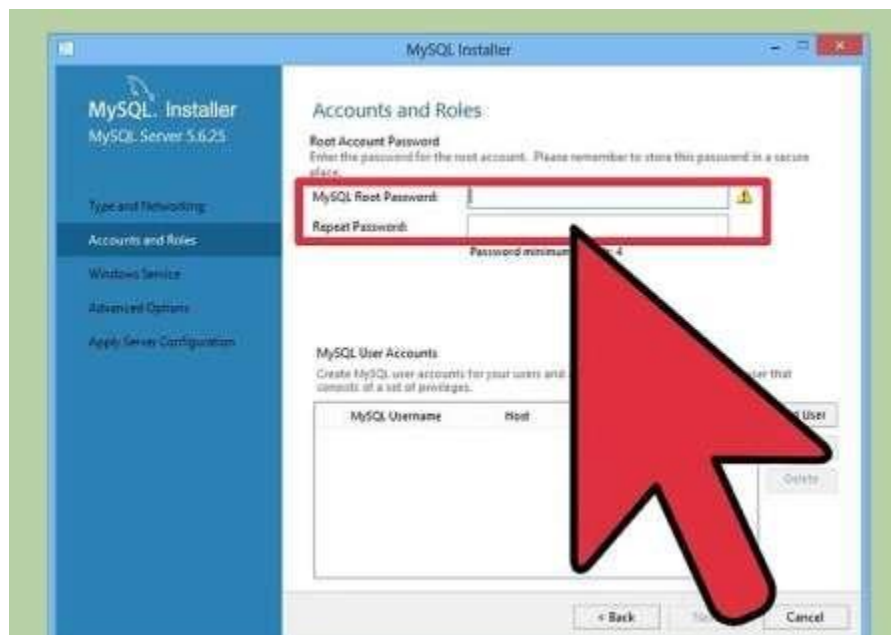 MySQL Installer
MySQL. Installer
MySQL Server 5.6.25
Type and Networking
Accounts and Roles
Windows Service
Advanced Options
Apply Server Configuration
Accounts and Roles
Root Account Password
Enter the password for the root account. Please remember to store this password in a secure
place.
MySQL Root Password:
Repeat Password:
Password minimum 4
MySQL User Accounts
Create MySQL user accounts for your users and user that
consists of a set of privileges.
MySQL Username Host User
Delete
< Back Cancel